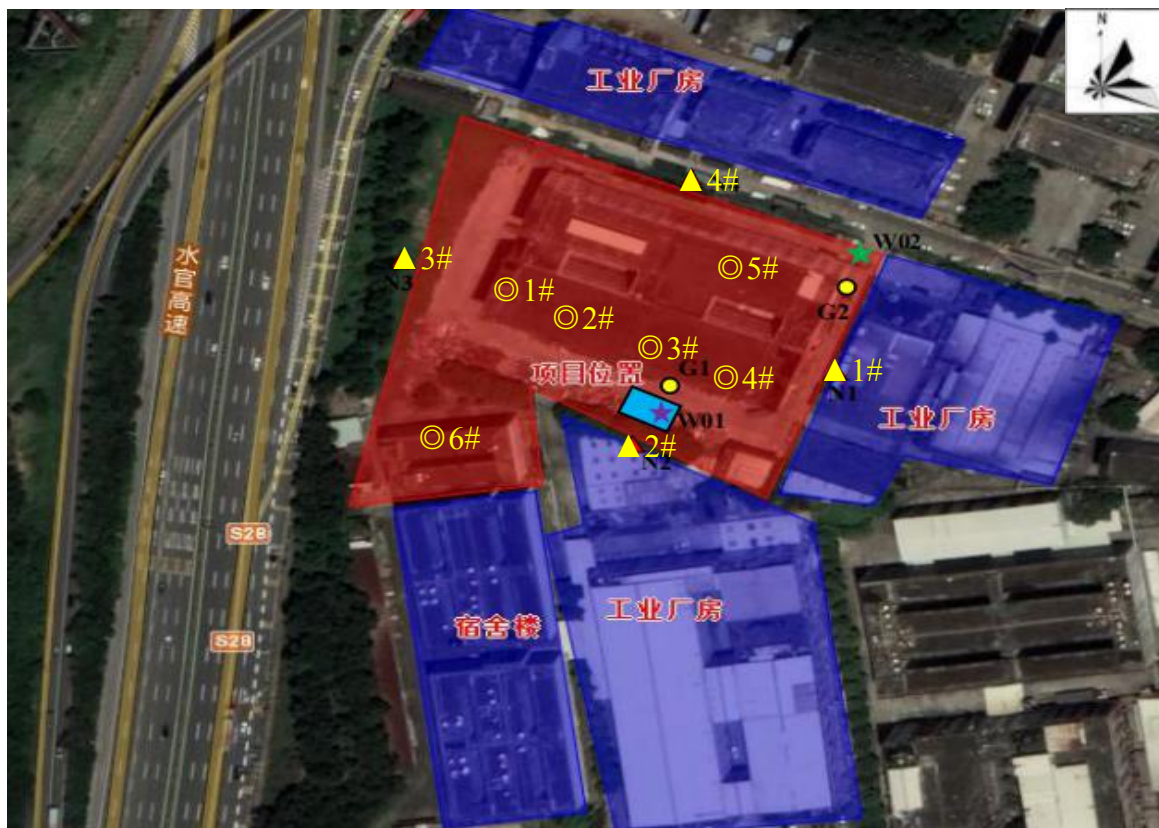 N
工业厂房
▲4#
W02
▲3#
N3
◎5#
水官高速
◎1#
G2
◎2#
◎3#
项目位置
G1
◎4#
▲1#
N1
W01
工业厂房
◎6#
▲2#
N2
S28
工业厂房
宿舍楼
S28